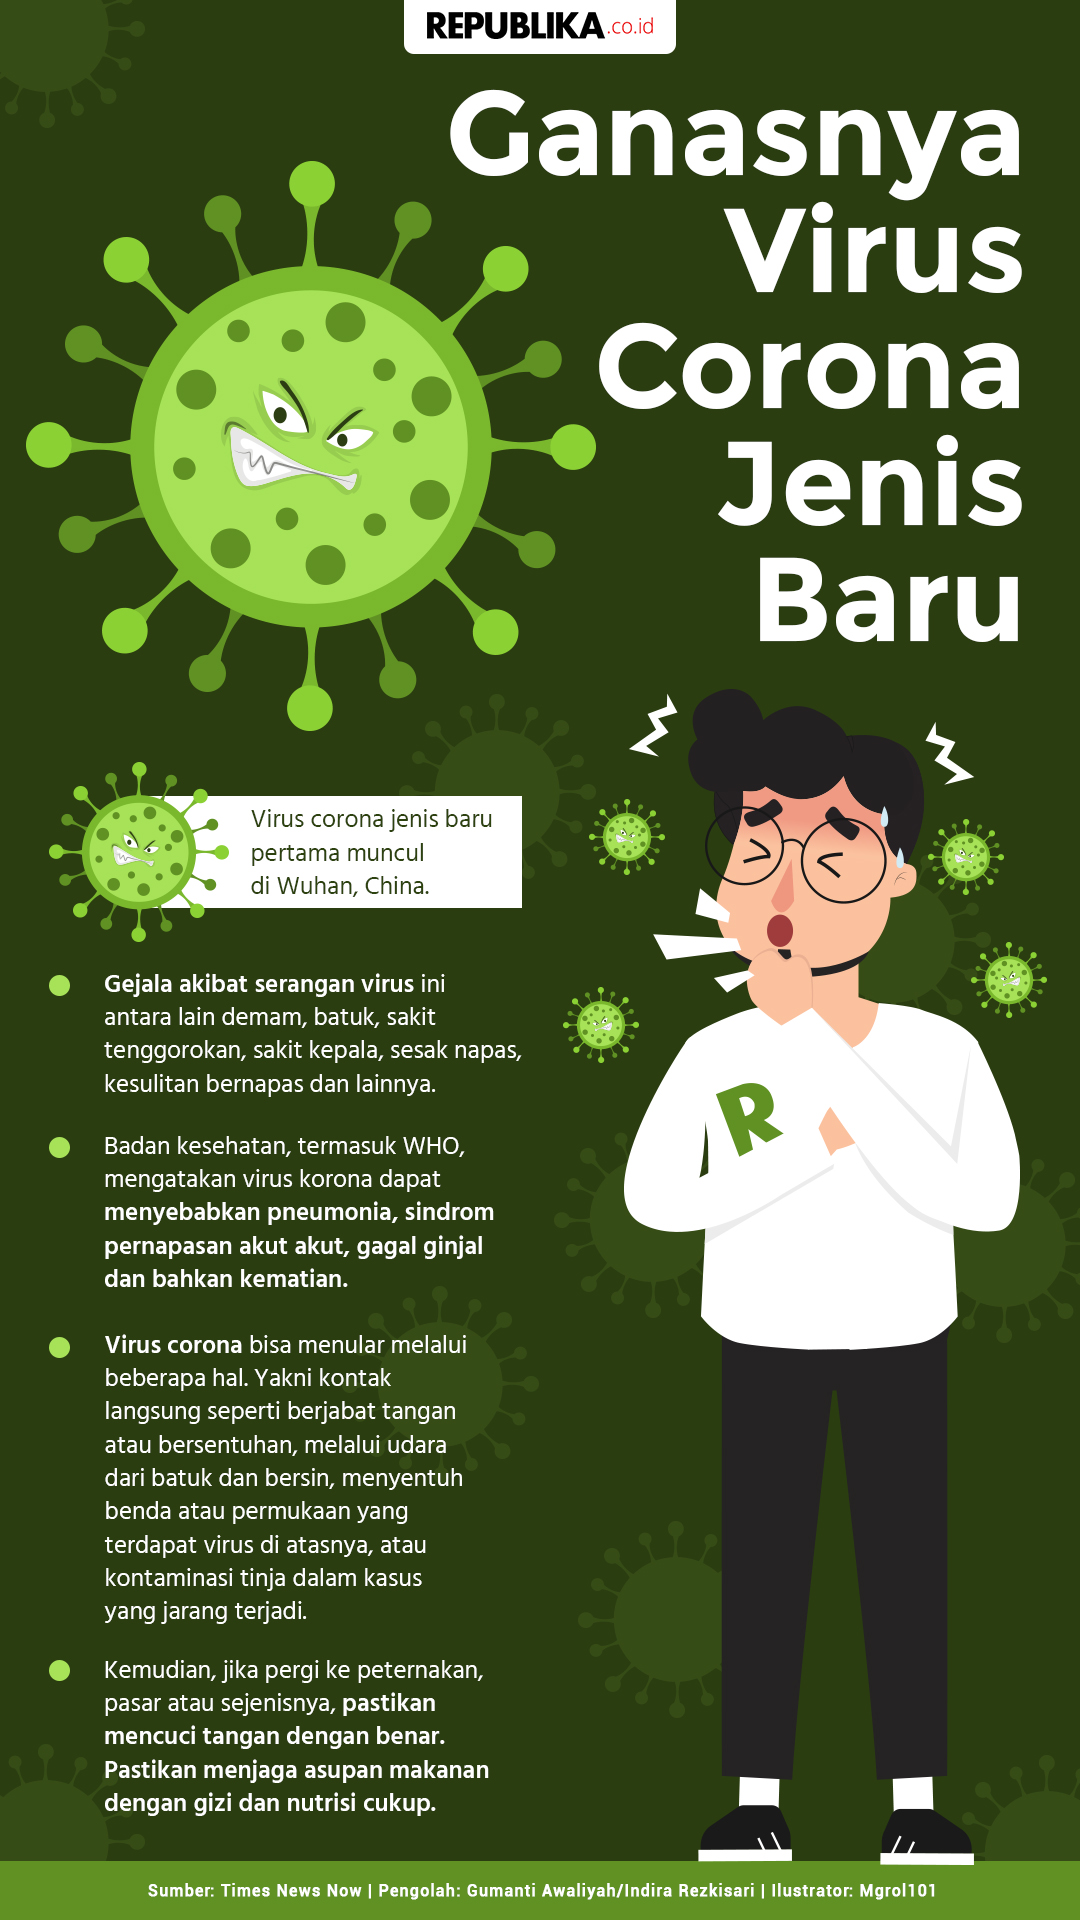 REPUBLIKA.co.id
Ganasnya
Virus
Corona
Jenis
Baru
Virus corona jenis baru
pertama muncul
di Wuhan, China.
Gejala akibat serangan virus ini
antara lain demam, batuk, sakit
tenggorokan, sakit kepala, sesak napas,
kesulitan bernapas dan lainnya.
Badan kesehatan, termasuk WHO,
mengatakan virus korona dapat
menyebabkan pneumonia, sindrom
pernapasan akut akut, gagal ginjal
dan bahkan kematian.
Virus corona bisa menular melalui
beberapa hal. Yakni kontak
langsung seperti berjabat tangan
atau bersentuhan, melalui udara
dari batuk dan bersin, menyentuh
benda atau permukaan yang
terdapat virus di atasnya, atau
kontaminasi tinja dalam kasus
yang jarang terjadi.
Kemudian, jika pergi ke peternakan,
pasar atau sejenisnya, pastikan
mencuci tangan dengan benar.
Pastikan menjaga asupan makanan
dengan gizi dan nutrisi cukup.
R
Sumber: Times News Now | Pengolah: Gumanti Awaliyah/Indira Rezkisari | Ilustrator: Mgrol101